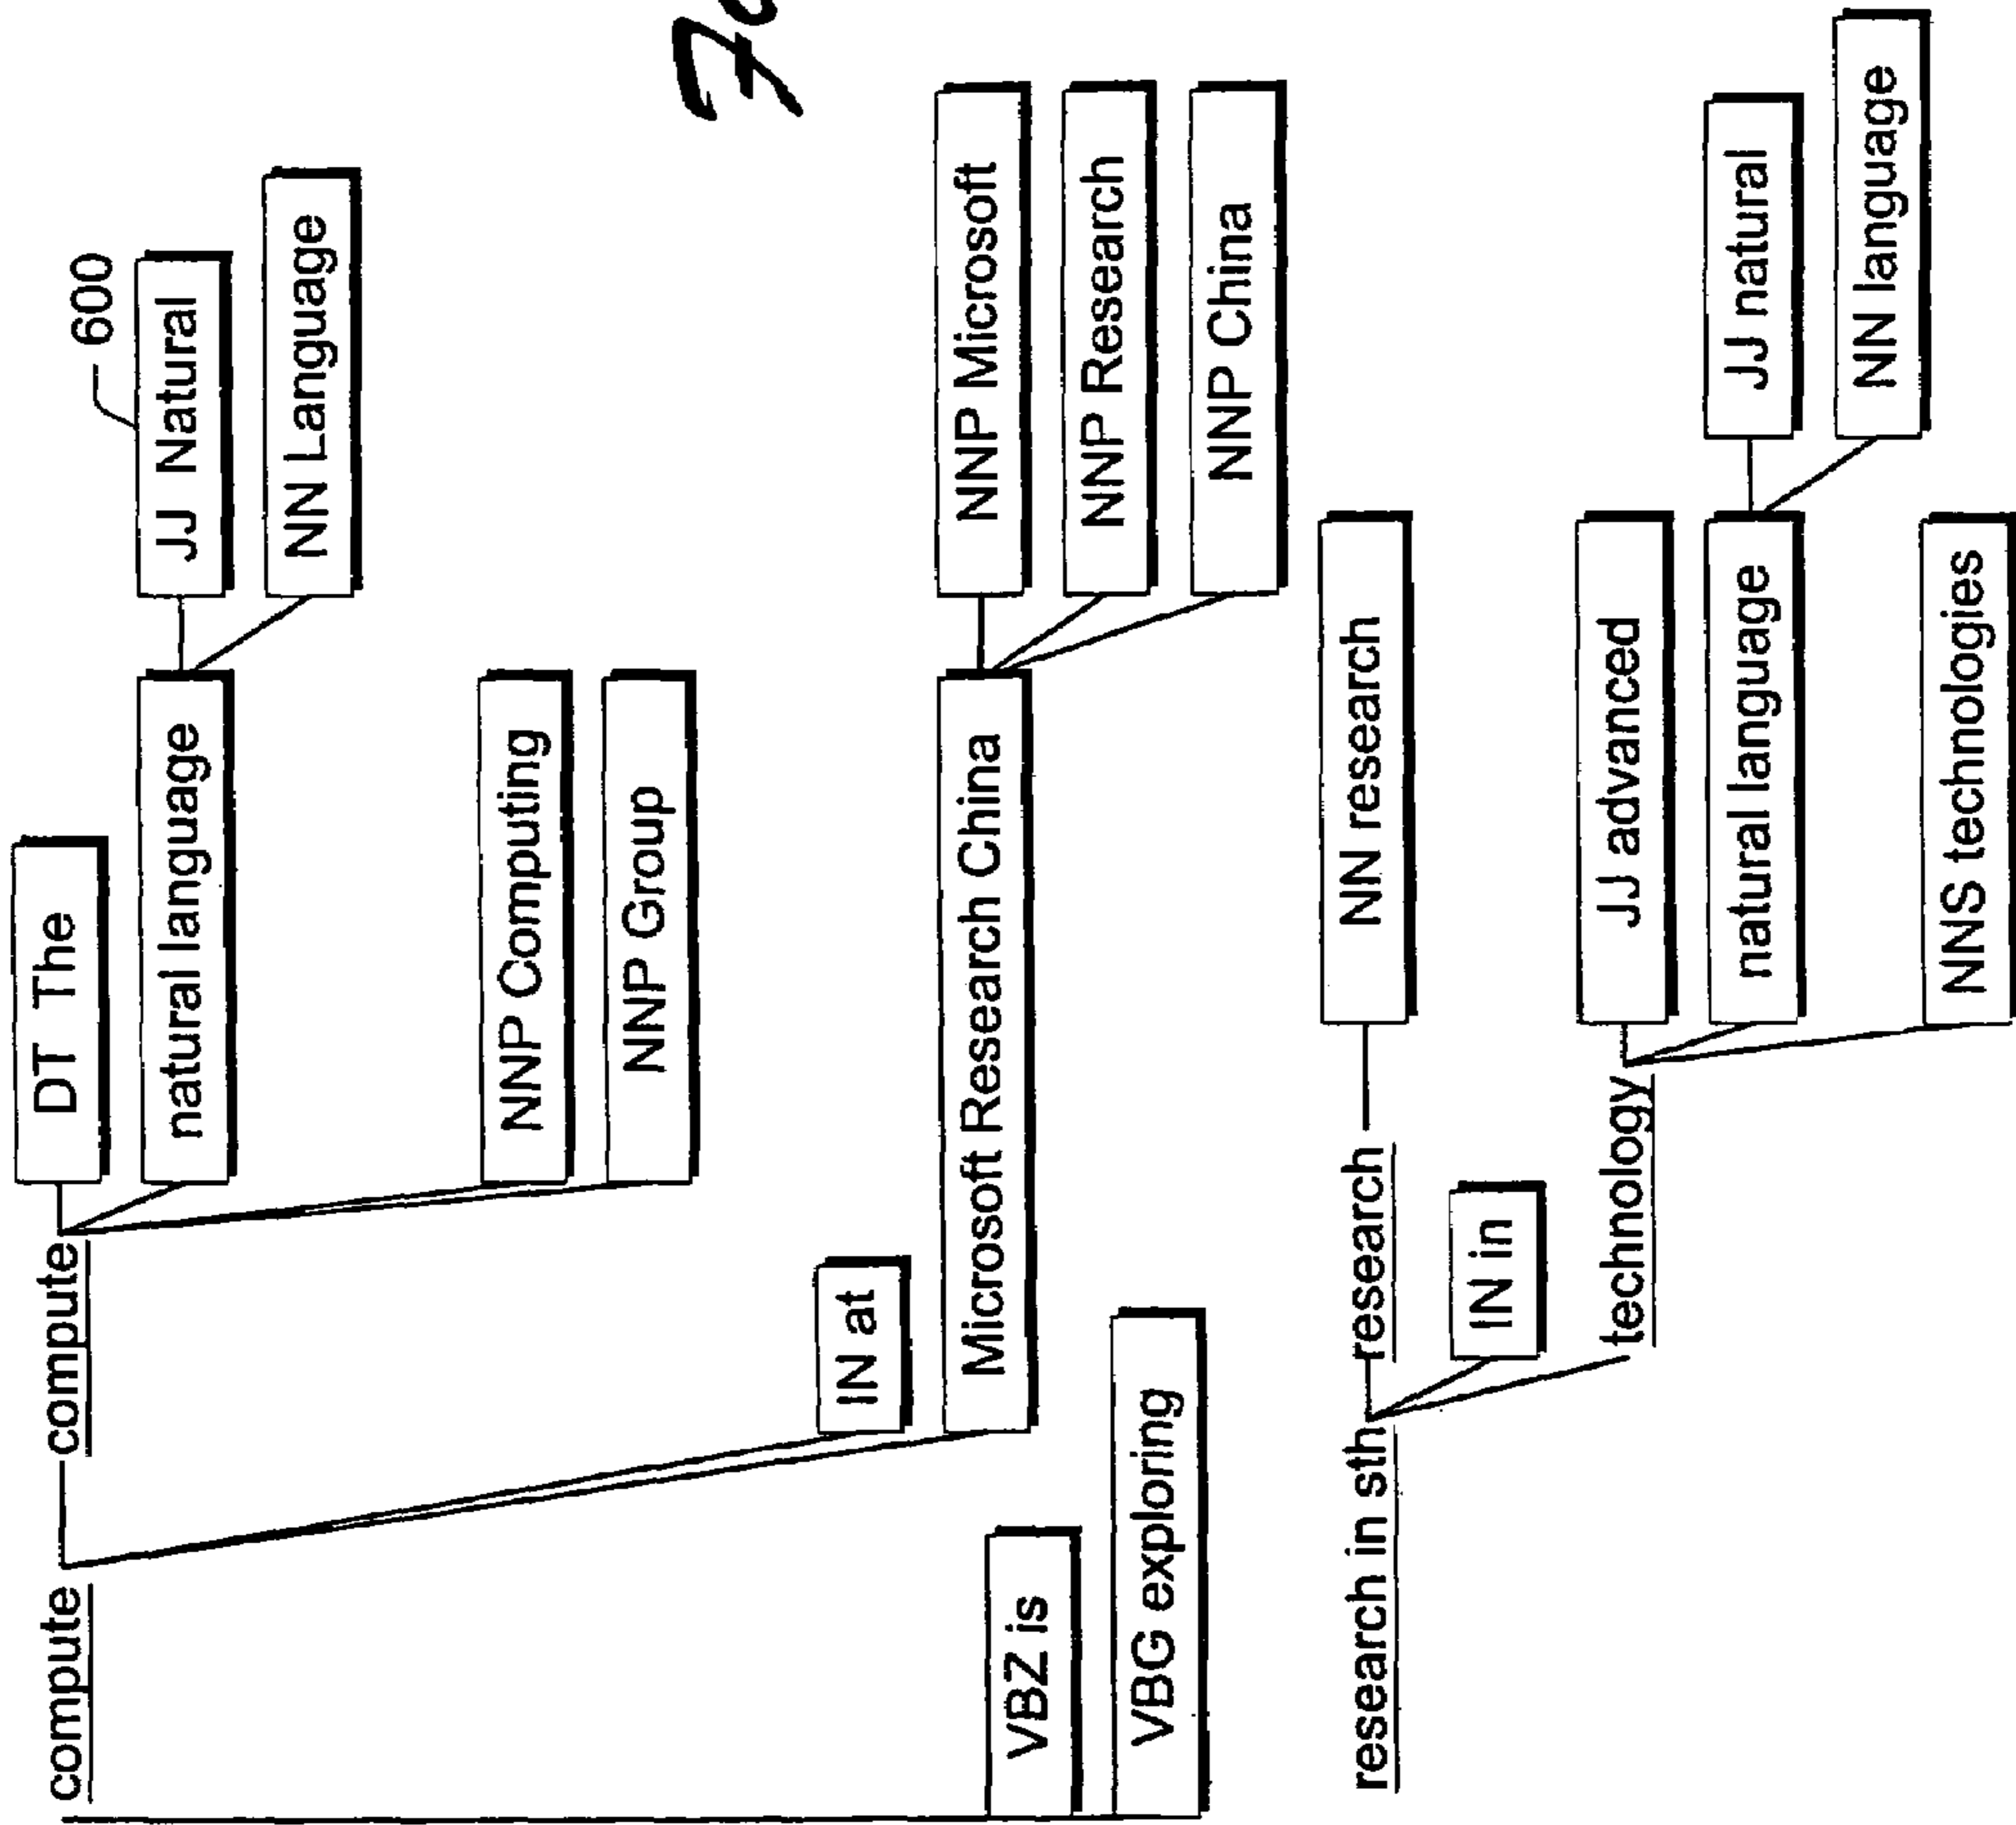 600
compute
compute
DT The
natural language
JJ Natural
NN Language
NNP Computing
NNP Group
IN at
Microsoft Research China
NNP Microsoft
NNP Research
NNP China
VBZ is
VBG exploring
research in sth
research
NN research
IN in
technology
JJ advanced
natural language
JJ natural
NN language
NNS technologies